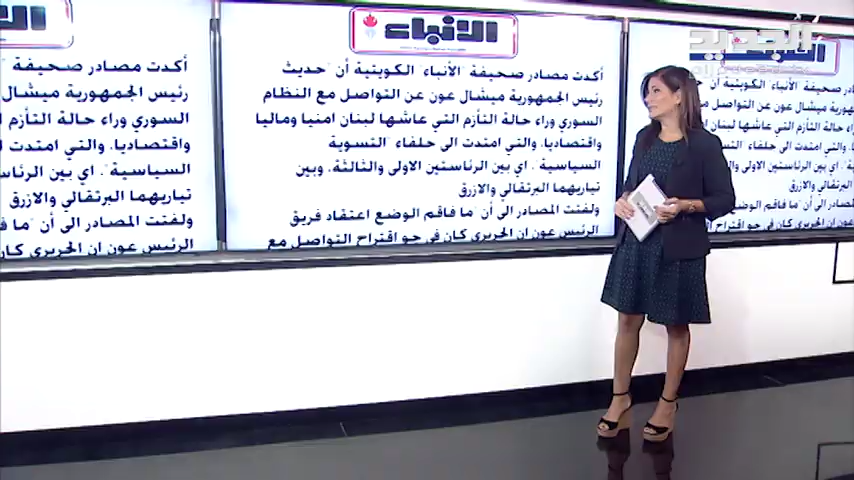 الأنباء
أكدت مصادر صحيفة "الأنباء" الكويتية أن "حديث
رئيس الجمهورية ميشال عون عن التواصل مع النظام
السوري وراء حالة التأزم التي عاشها لبنان امنيا وماليا
واقتصاديا، والتي امتدت الى حلفاء "التسوية
السياسية"، اي بين الرئاستين الاولى والثالثة، وبين
تياريهما البرتقالي والازرق
ولفتت المصادر الى أن "ما فاقم الوضع اعتقاد فريق
الرئيس عون ان الحريري كان في جو اقتراح التواصل مع
الجديد